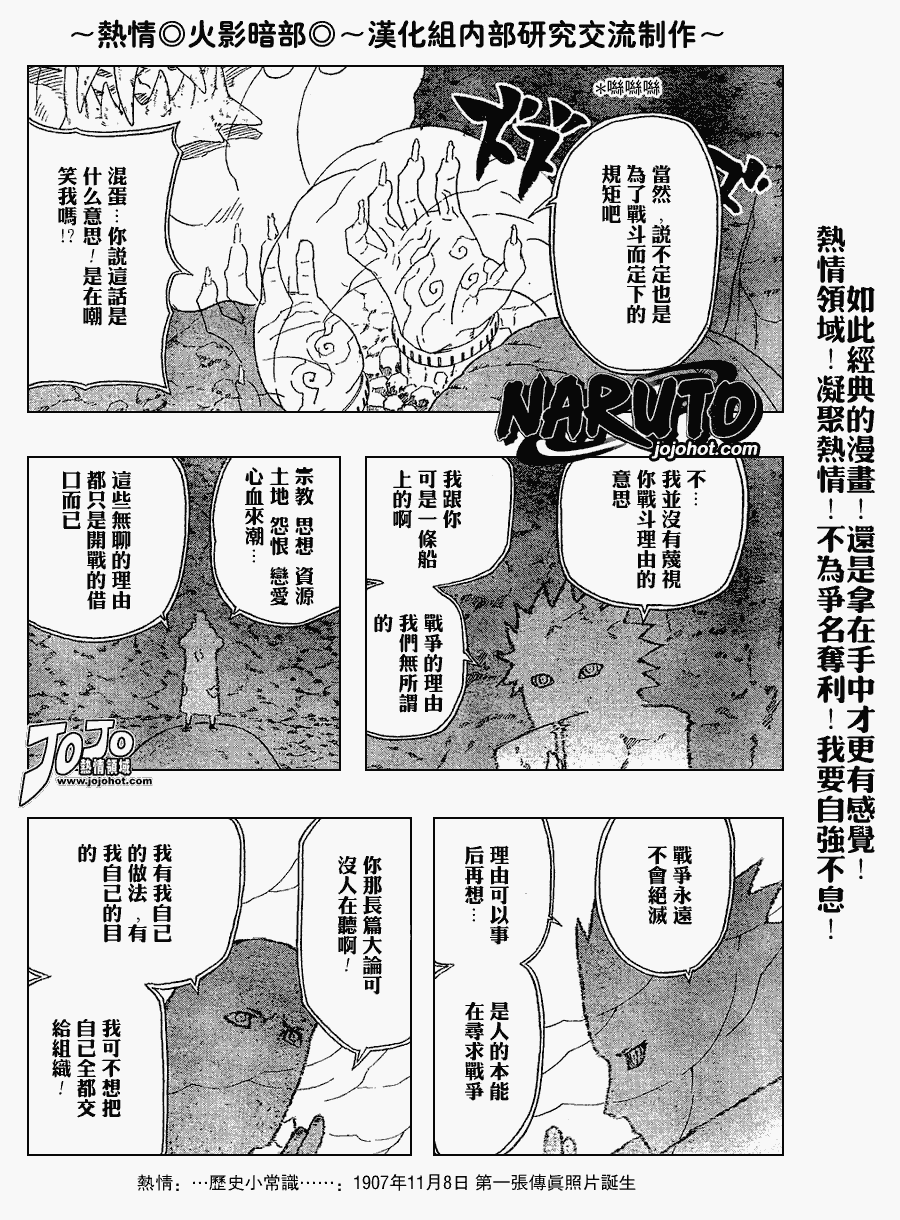 ～熱情◎火影暗部◎～漢化組内部研究交流制作～
*噝噝噝
ズズズ
當然，說不定也是
為了戰斗而定下的
規矩吧
混蛋…你說這話是
什么意思！是在嘲
笑我嗎！？
NARUTO
jojohot.com
不…
我並沒有蔑視
你戰斗理由的
意思
我跟你
可是一條船
上的啊
戰爭的理由
我們無所謂
的
宗教 思想 資源
土地 怨恨 戀愛
心血來潮…
這些無聊的理由
都只是開戰的借
口而已
JOJO
熱情領域
www.jojohot.com
戰爭永遠
不會絕滅
理由可以事
后再想…
是人的本能
在尋求戰爭
你那長篇大論可
沒人在聽啊！
我有我自己
的做法，有
我自己的目
的
我可不想把
自己全都交
給組織！
如此經典的漫畫！還是拿在手中才更有感覺！
熱情領域！凝聚熱情！不為爭名奪利！我要自強不息！
熱情：…歷史小常識……：1907年11月8日 第一張傳眞照片誕生